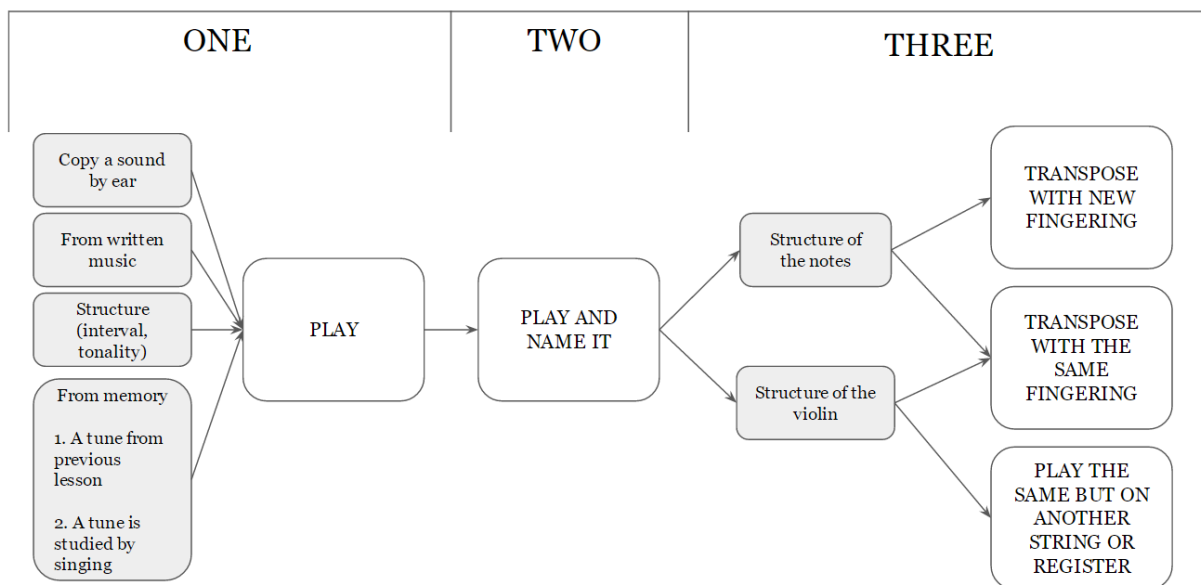 ONE
TWO
THREE
Copy a sound
by ear
From written
music
Structure
(interval,
tonality)
From memory
1. A tune from
previous
lesson
2. A tune is
studied by
singing
PLAY
PLAY AND
NAME IT
Structure of
the notes
Structure of the
violin
TRANSPOSE
WITH NEW
FINGERING
TRANSPOSE
WITH THE
SAME
FINGERING
PLAY THE
SAME BUT ON
ANOTHER
STRING OR
REGISTER